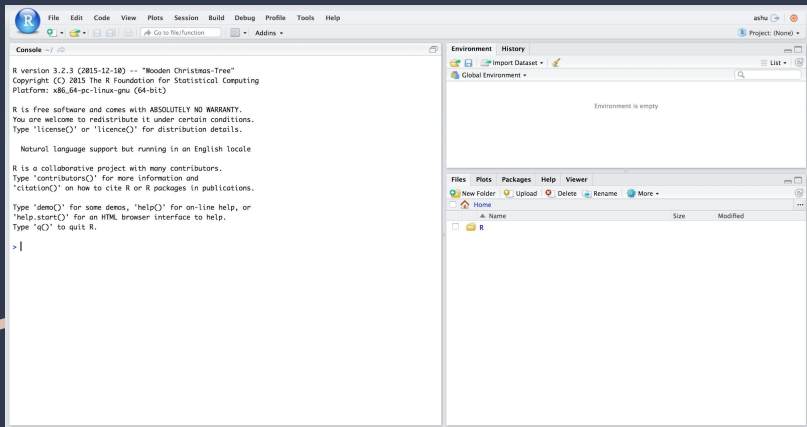 R File Edit Code View Plots Session Build Debug Profile Tools Help ashu
Go to file/function Addins Project: (None)
Console ~/
R version 3.2.3 (2015-12-10) -- "Wooden Christmas-Tree"
Copyright (C) 2015 The R Foundation for Statistical Computing
Platform: x86_64-pc-linux-gnu (64-bit)
R is free software and comes with ABSOLUTELY NO WARRANTY.
You are welcome to redistribute it under certain conditions.
Type 'license()' or 'licence()' for distribution details.
Natural language support but running in an English locale
R is a collaborative project with many contributors.
Type 'contributors()' for more information and
'citation()' on how to cite R or R packages in publications.
Type 'demo()' for some demos, 'help()' for on-line help, or
'help.start()' for an HTML browser interface to help.
Type 'q()' to quit R.
>
Environment History
Import Dataset List
Global Environment
Environment is empty
Files Plots Packages Help Viewer
New Folder Upload Delete Rename More
Home ...
Name Size Modified
R